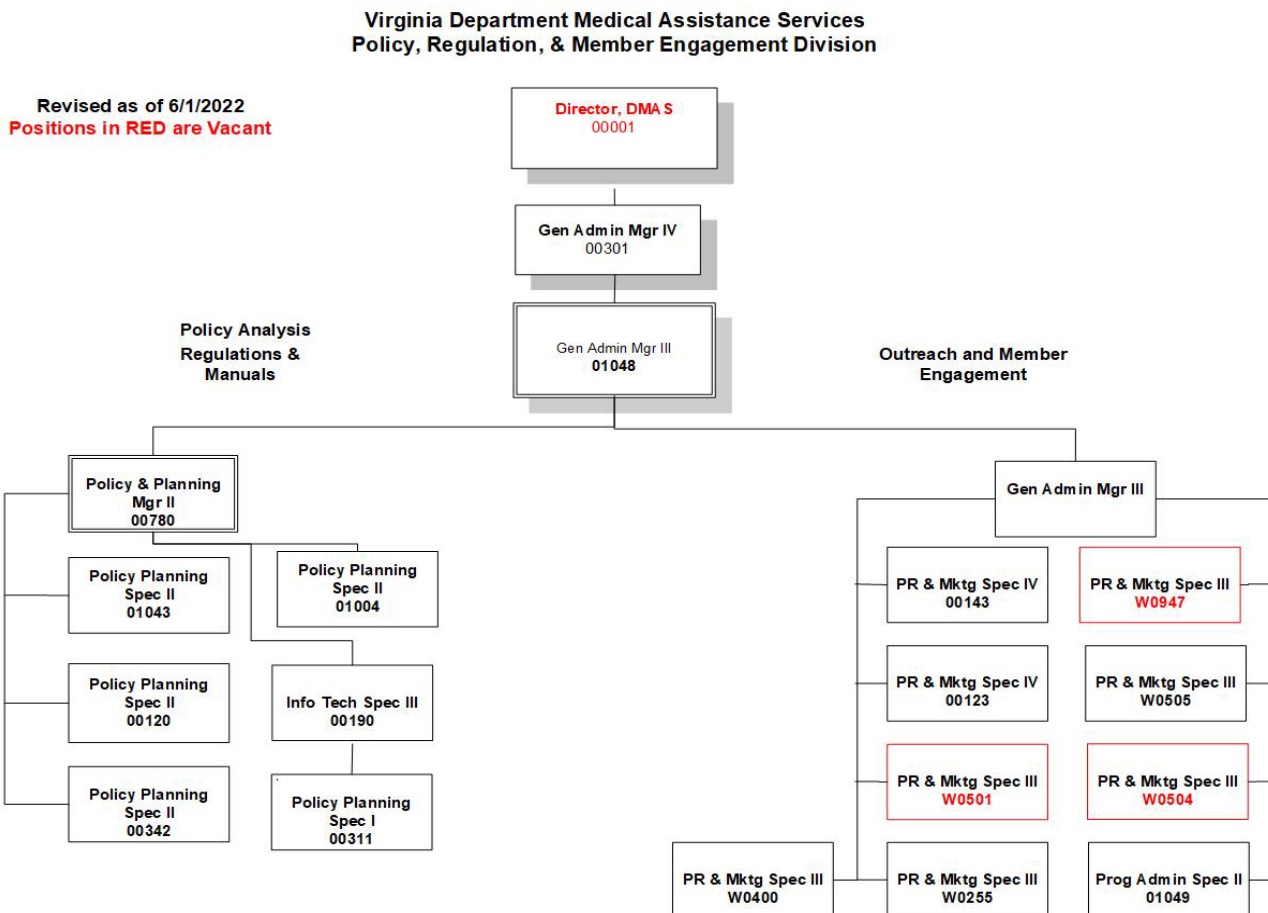 Virginia Department Medical Assistance Services
Policy, Regulation, & Member Engagement Division
Revised as of 6/1/2022
Positions in RED are Vacant
Director, DMAS
00001
Gen Admin Mgr IV
00301
Gen Admin Mgr III
01048
Policy Analysis
Regulations &
Manuals
Outreach and Member
Engagement
Policy & Planning
Mgr II
00780
Policy Planning
Spec II
01043
Policy Planning
Spec II
01004
Policy Planning
Spec II
00120
Info Tech Spec III
00190
Policy Planning
Spec II
00342
Policy Planning
Spec I
00311
Gen Admin Mgr III
PR & Mktg Spec IV
00143
PR & Mktg Spec III
W0947
PR & Mktg Spec IV
00123
PR & Mktg Spec III
W0505
PR & Mktg Spec III
W0501
PR & Mktg Spec III
W0504
PR & Mktg Spec III
W0400
PR & Mktg Spec III
W0255
Prog Admin Spec II
01049